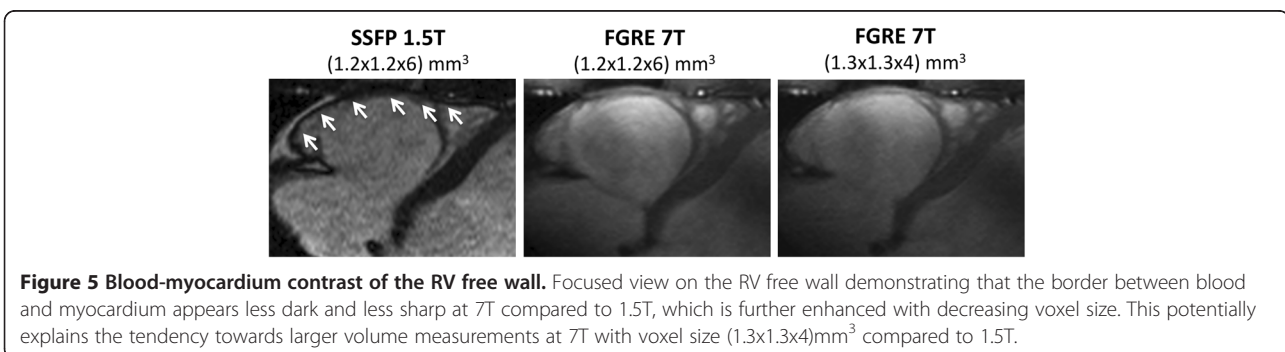 SSFP 1.5T FGRE 7T FGRE 7T
(1.2x1.2x6) mm³ (1.2x1.2x6) mm³ (1.3x1.3x4) mm³
Figure 5 Blood-myocardium contrast of the RV free wall. Focused view on the RV free wall demonstrating that the border between blood
and myocardium appears less dark and less sharp at 7T compared to 1.5T, which is further enhanced with decreasing voxel size. This potentially
explains the tendency towards larger volume measurements at 7T with voxel size (1.3x1.3x4)mm³ compared to 1.5T.